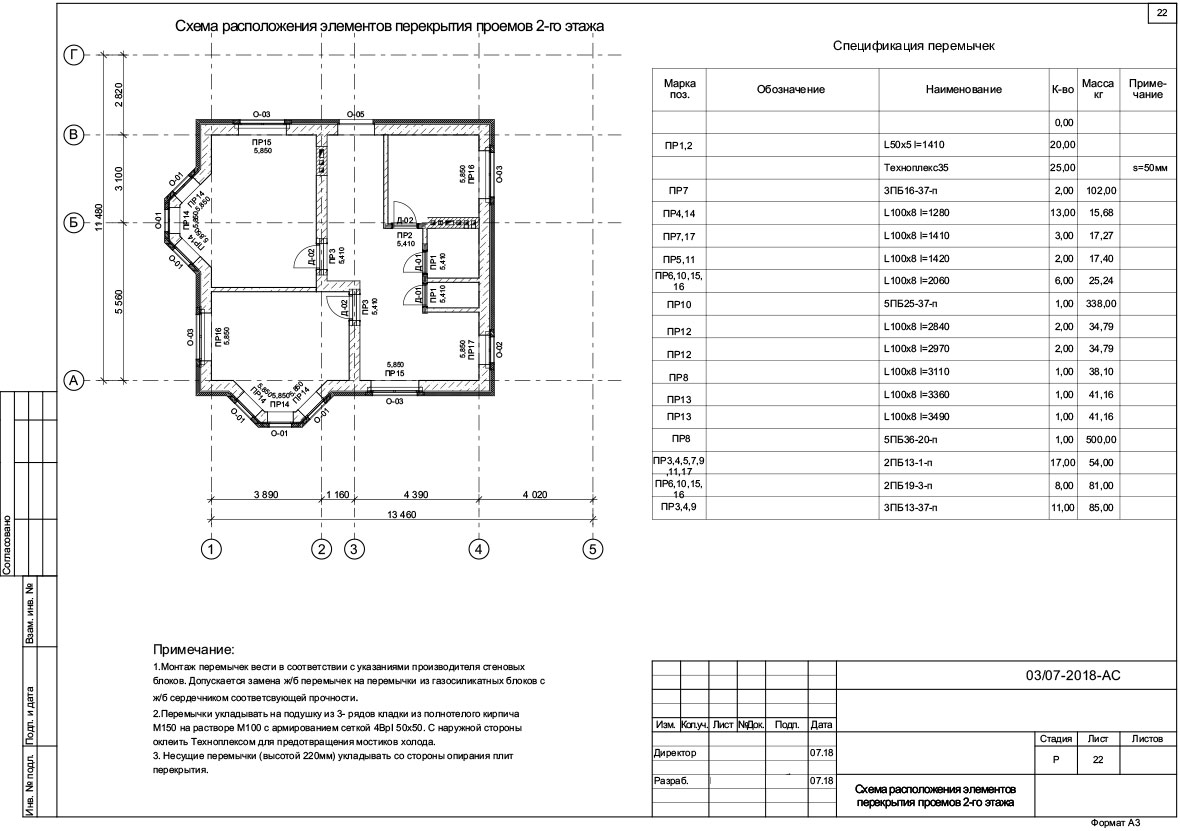 22
Схема расположения элементов перекрытия проемов 2-го этажа
Г
В
Б
А
2 820
3 100
5 560
11 480
О-03
О-05
ПР15
5,850
5,850
ПР16
О-03
О-01
ПР14
5,850
О-01
ПР14
5,850
5,850
ПР14
О-01
Д-02
ПР2
5,410
Д-02
ПР3
5,410
Д-01
ПР1
5,410
Д-01
ПР1
5,410
Д-02
ПР3
5,410
О-03
ПР16
5,850
5,850
ПР17
О-02
5,850
ПР15
О-03
5,850
ПР14
5,850
ПР14
5,850
ПР14
О-01
О-01
О-01
3 890
1 160
4 390
4 020
13 460
1
2
3
4
5
Спецификация перемычек
Марка поз. Обозначение Наименование К-во Масса кг Приме-чание
0,00
ПР1,2 L50x5 l=1410 20,00
Техноплекс35 25,00 s=50мм
ПР7 3ПБ16-37-п 2,00 102,00
ПР4,14 L100x8 l=1280 13,00 15,68
ПР7,17 L100x8 l=1410 3,00 17,27
ПР5,11 L100x8 l=1420 2,00 17,40
ПР6,10,15, 16 L100x8 l=2060 6,00 25,24
ПР10 5ПБ25-37-п 1,00 338,00
ПР12 L100x8 l=2840 2,00 34,79
ПР12 L100x8 l=2970 2,00 34,79
ПР8 L100x8 l=3110 1,00 38,10
ПР13 L100x8 l=3360 1,00 41,16
ПР13 L100x8 l=3490 1,00 41,16
ПР8 5ПБ36-20-п 1,00 500,00
ПР3,4,5,7,9 ,11,17 2ПБ13-1-п 17,00 54,00
ПР6,10,15, 16 2ПБ19-3-п 8,00 81,00
ПР3,4,9 3ПБ13-37-п 11,00 85,00
Примечание:
1.Монтаж перемычек вести в соответствии с указаниями производителя стеновых
блоков. Допускается замена ж/б перемычек на перемычки из газосиликатных блоков с
ж/б сердечником соответсвующей прочности.
2.Перемычки укладывать на подушку из 3- рядов кладки из полнотелого кирпича
М150 на растворе М100 с армированием сеткой 4ВрI 50х50. С наружной стороны
оклеить Техноплексом для предотвращения мостиков холода.
3. Несущие перемычки (высотой 220мм) укладывать со стороны опирания плит
перекрытия.
Согласовано
Взам. инв. №
Подп. и дата
Инв. № подл.
03/07-2018-АС
Изм. Кол.уч. Лист №Док. Подп. Дата
Директор 07.18
Разраб. 07.18
Стадия Лист Листов
Р 22
Схема расположения элементов
перекрытия проемов 2-го этажа
Формат А3